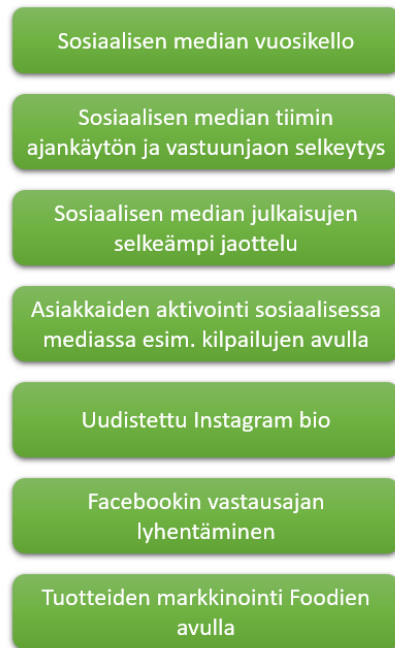 Sosiaalisen median vuosikello
Sosiaalisen median tiimin
ajankäytön ja vastuunjaon selkeytys
Sosiaalisen median julkaisujen
selkeämpi jaottelu
Asiakkaiden aktivointi sosiaalisessa
mediassa esim. kilpailujen avulla
Uudistettu Instagram bio
Facebookin vastausajan
lyhentäminen
Tuotteiden markkinointi Foodien
avulla